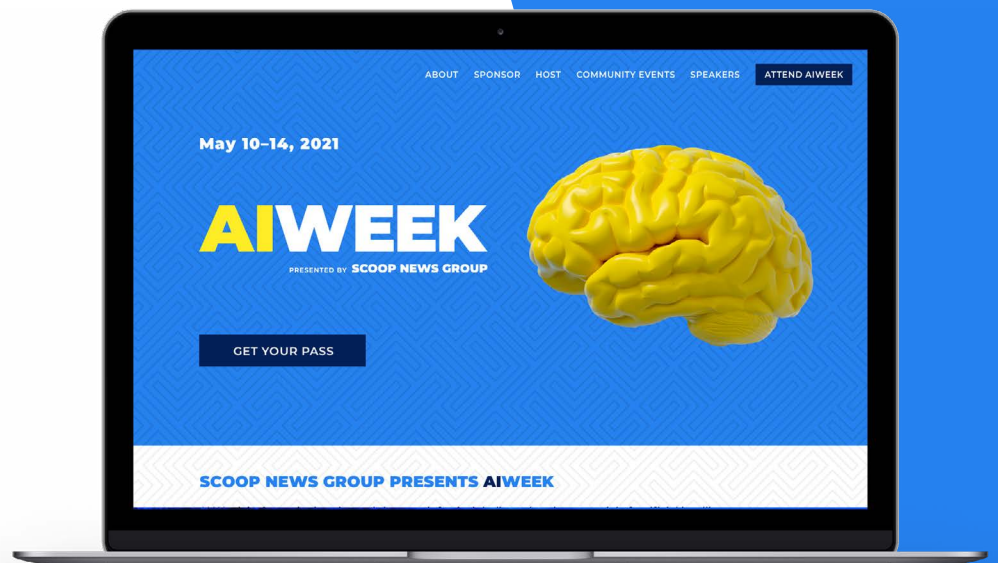 ABOUT SPONSOR HOST COMMUNITY EVENTS SPEAKERS ATTEND AIWEEK
May 10–14, 2021
AIWEEK
PRESENTED BY SCOOP NEWS GROUP
GET YOUR PASS
SCOOP NEWS GROUP PRESENTS AIWEEK